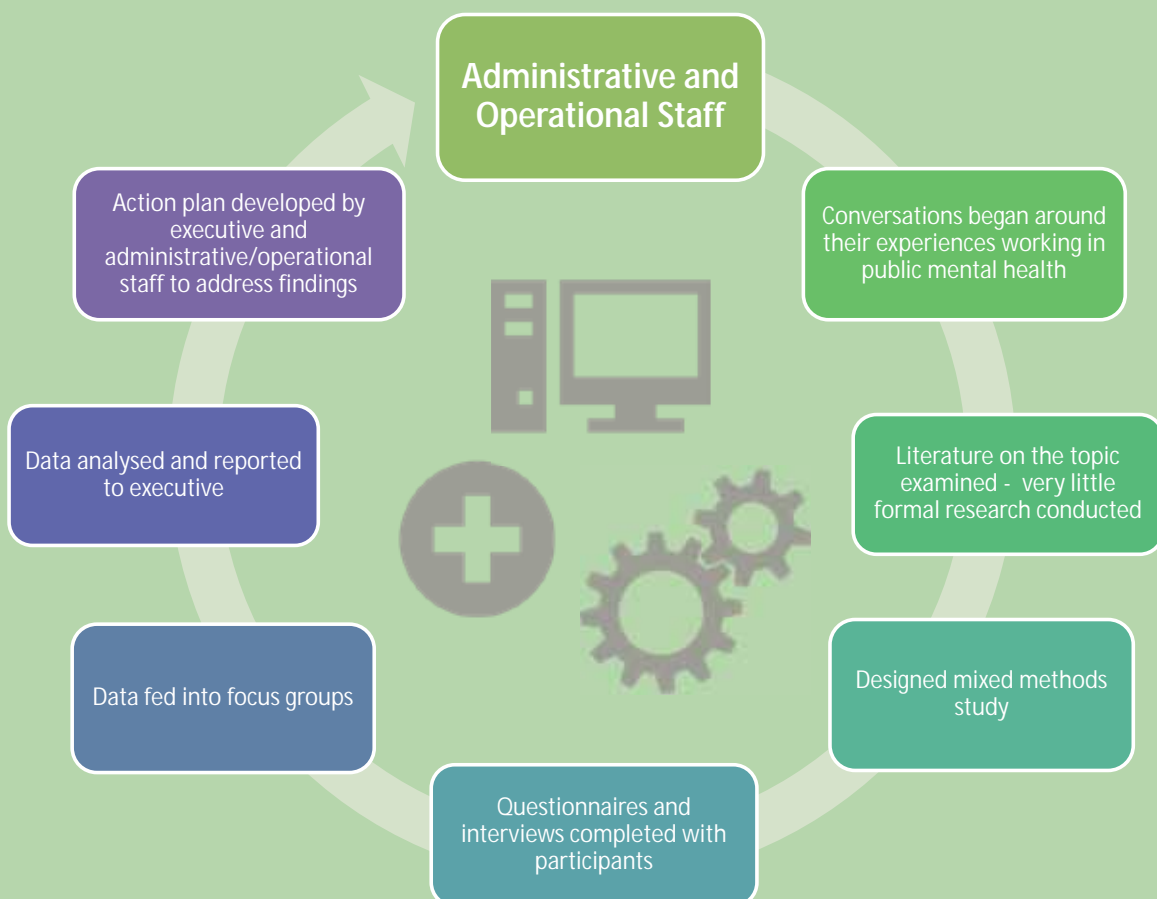 Administrative and
Operational Staff
Conversations began around
their experiences working in
public mental health
Literature on the topic
examined - very little
formal research conducted
Designed mixed methods
study
Questionnaires and
interviews completed with
participants
Data fed into focus groups
Data analysed and reported
to executive
Action plan developed by
executive and
administrative/operational
staff to address findings